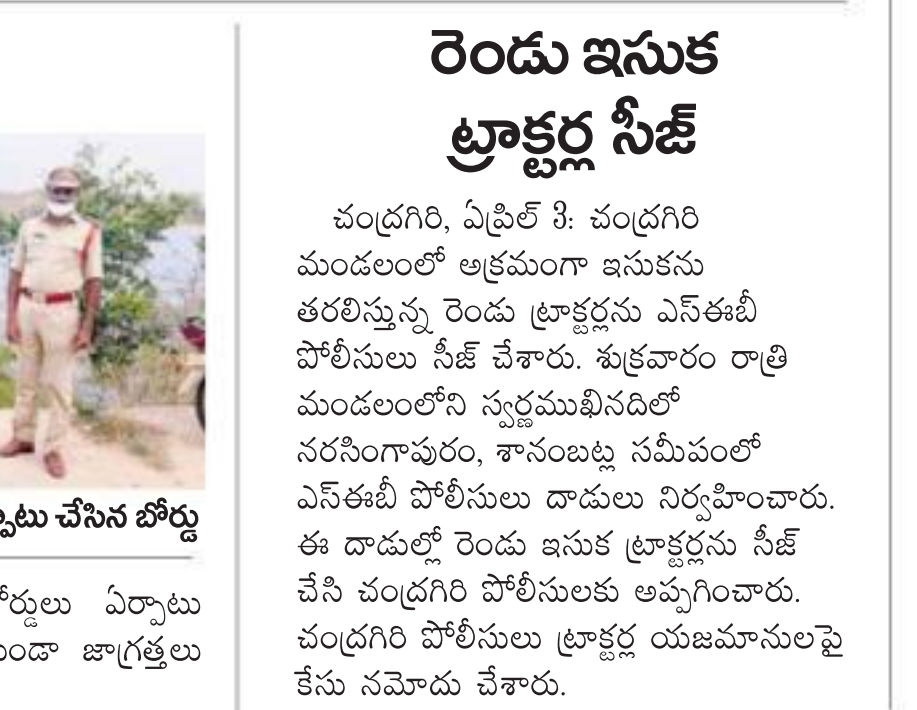 రెండు ఇసుక
ట్రాక్టర్ల సీజ్
చంద్రగిరి, ఏప్రిల్ 3: చంద్రగిరి
మండలంలో అక్రమంగా ఇసుకను
తరలిస్తున్న రెండు ట్రాక్టర్లను ఎస్ఈబీ
పోలీసులు సీజ్ చేశారు. శుక్రవారం రాత్రి
మండలంలోని స్వర్ణముఖినదిలో
నరసింగాపురం, శానంబట్ల సమీపంలో
ఎస్ఈబీ పోలీసులు దాడులు నిర్వహించారు.
ఈ దాడుల్లో రెండు ఇసుక ట్రాక్టర్లను సీజ్
చేసి చంద్రగిరి పోలీసులకు అప్పగించారు.
చంద్రగిరి పోలీసులు ట్రాక్టర్ల యజమానులపై
కేసు నమోదు చేశారు.
చేసిన బోర్డు
ఏర్పాటు
జాగ్రత్తలు